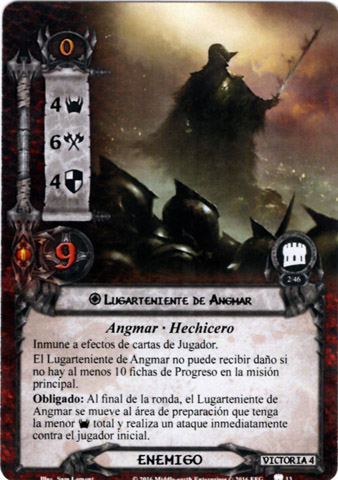 0
4
6
4
9
2-46
Lugarteniente de Angmar
Angmar · Hechicero
Inmune a efectos de cartas de Jugador.
El Lugarteniente de Angmar no puede recibir daño si
no hay al menos 10 fichas de Progreso en la misión
principal.
Obligado: Al final de la ronda, el Lugarteniente de
Angmar se mueve al área de preparación que tenga
la menor total y realiza un ataque inmediatamente
contra el jugador inicial.
ENEMIGO
VICTORIA 4